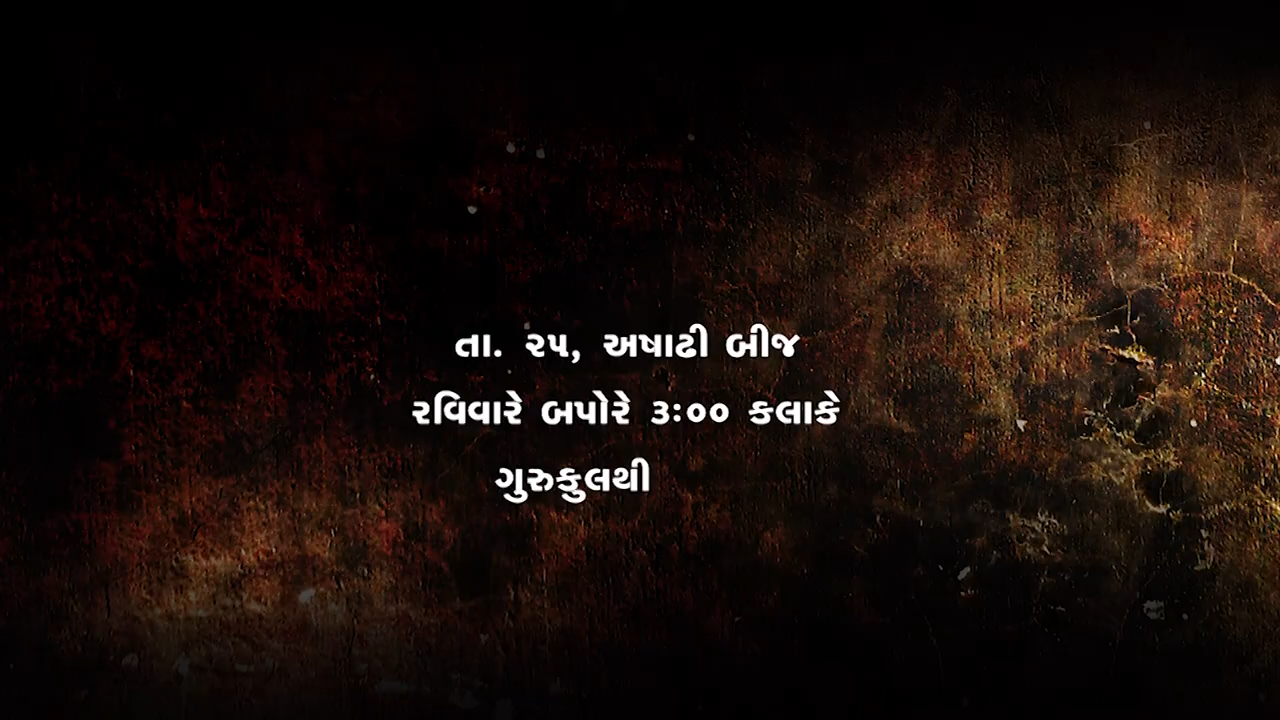 તા. ૨૫, અષાઢી બીજ
રવિવારે બપોરે ૩:૦૦ કલાકે
ગુરુકુલથી